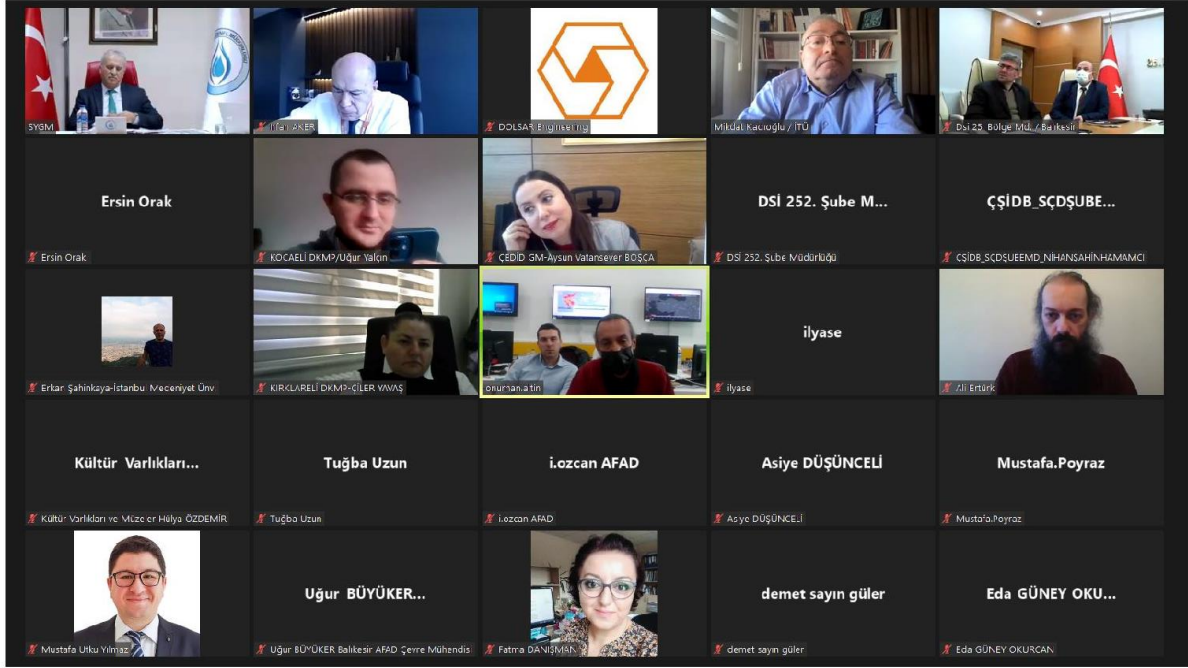 SYGM
İrfan AKER
DOLSAR Engineering
Mikdat Kadıoğlu / İTÜ
Dsi 25. Bölge Md. / Balıkesir
Ersin Orak
Ersin Orak
KOCAELİ DKMP/Uğur Yalçın
ÇEDİD GM-Aysun Vatansever BOŞÇA
DSİ 252. Şube M...
DSİ 252. Şube Müdürlüğü
ÇŞİDB_SÇDŞUBE...
ÇŞİDB_SÇDŞUEEMD_NİHANŞAHİNHAMAMCI
Erkan Şahinkaya-İstanbul Medeniyet Ünv
KIRKLARELİ DKMP-ÇİLER YAVAŞ
onurhan.altin
ilyase
ilyase
Ali Ertürk
Kültür Varlıkları...
Kültür Varlıkları ve Müzeler Hülya ÖZDEMİR
Tuğba Uzun
Tuğba Uzun
i.ozcan AFAD
i.ozcan AFAD
Asiye DÜŞÜNCELİ
Asiye DÜŞÜNCELİ
Mustafa.Poyraz
Mustafa.Poyraz
Mustafa Utku Yılmaz
Uğur BÜYÜKER...
Uğur BÜYÜKER Balıkesir AFAD Çevre Mühendisi
Fatma DANIŞMAN
demet sayın güler
demet sayın güler
Eda GÜNEY OKU...
Eda GÜNEY OKURCAN